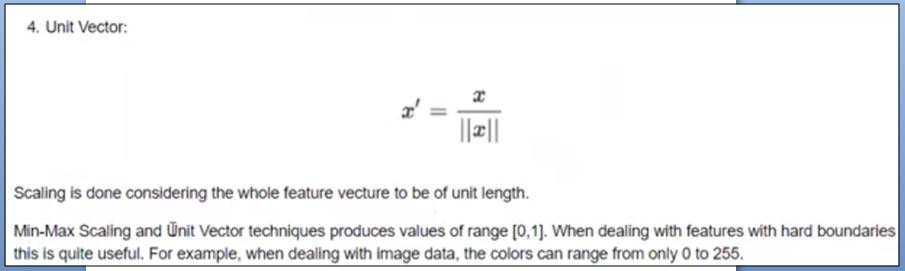 4. Unit Vector:
x′ = x / ||x||
Scaling is done considering the whole feature vecture to be of unit length.
Min-Max Scaling and Ũnit Vector techniques produces values of range [0,1]. When dealing with features with hard boundaries
this is quite useful. For example, when dealing with image data, the colors can range from only 0 to 255.